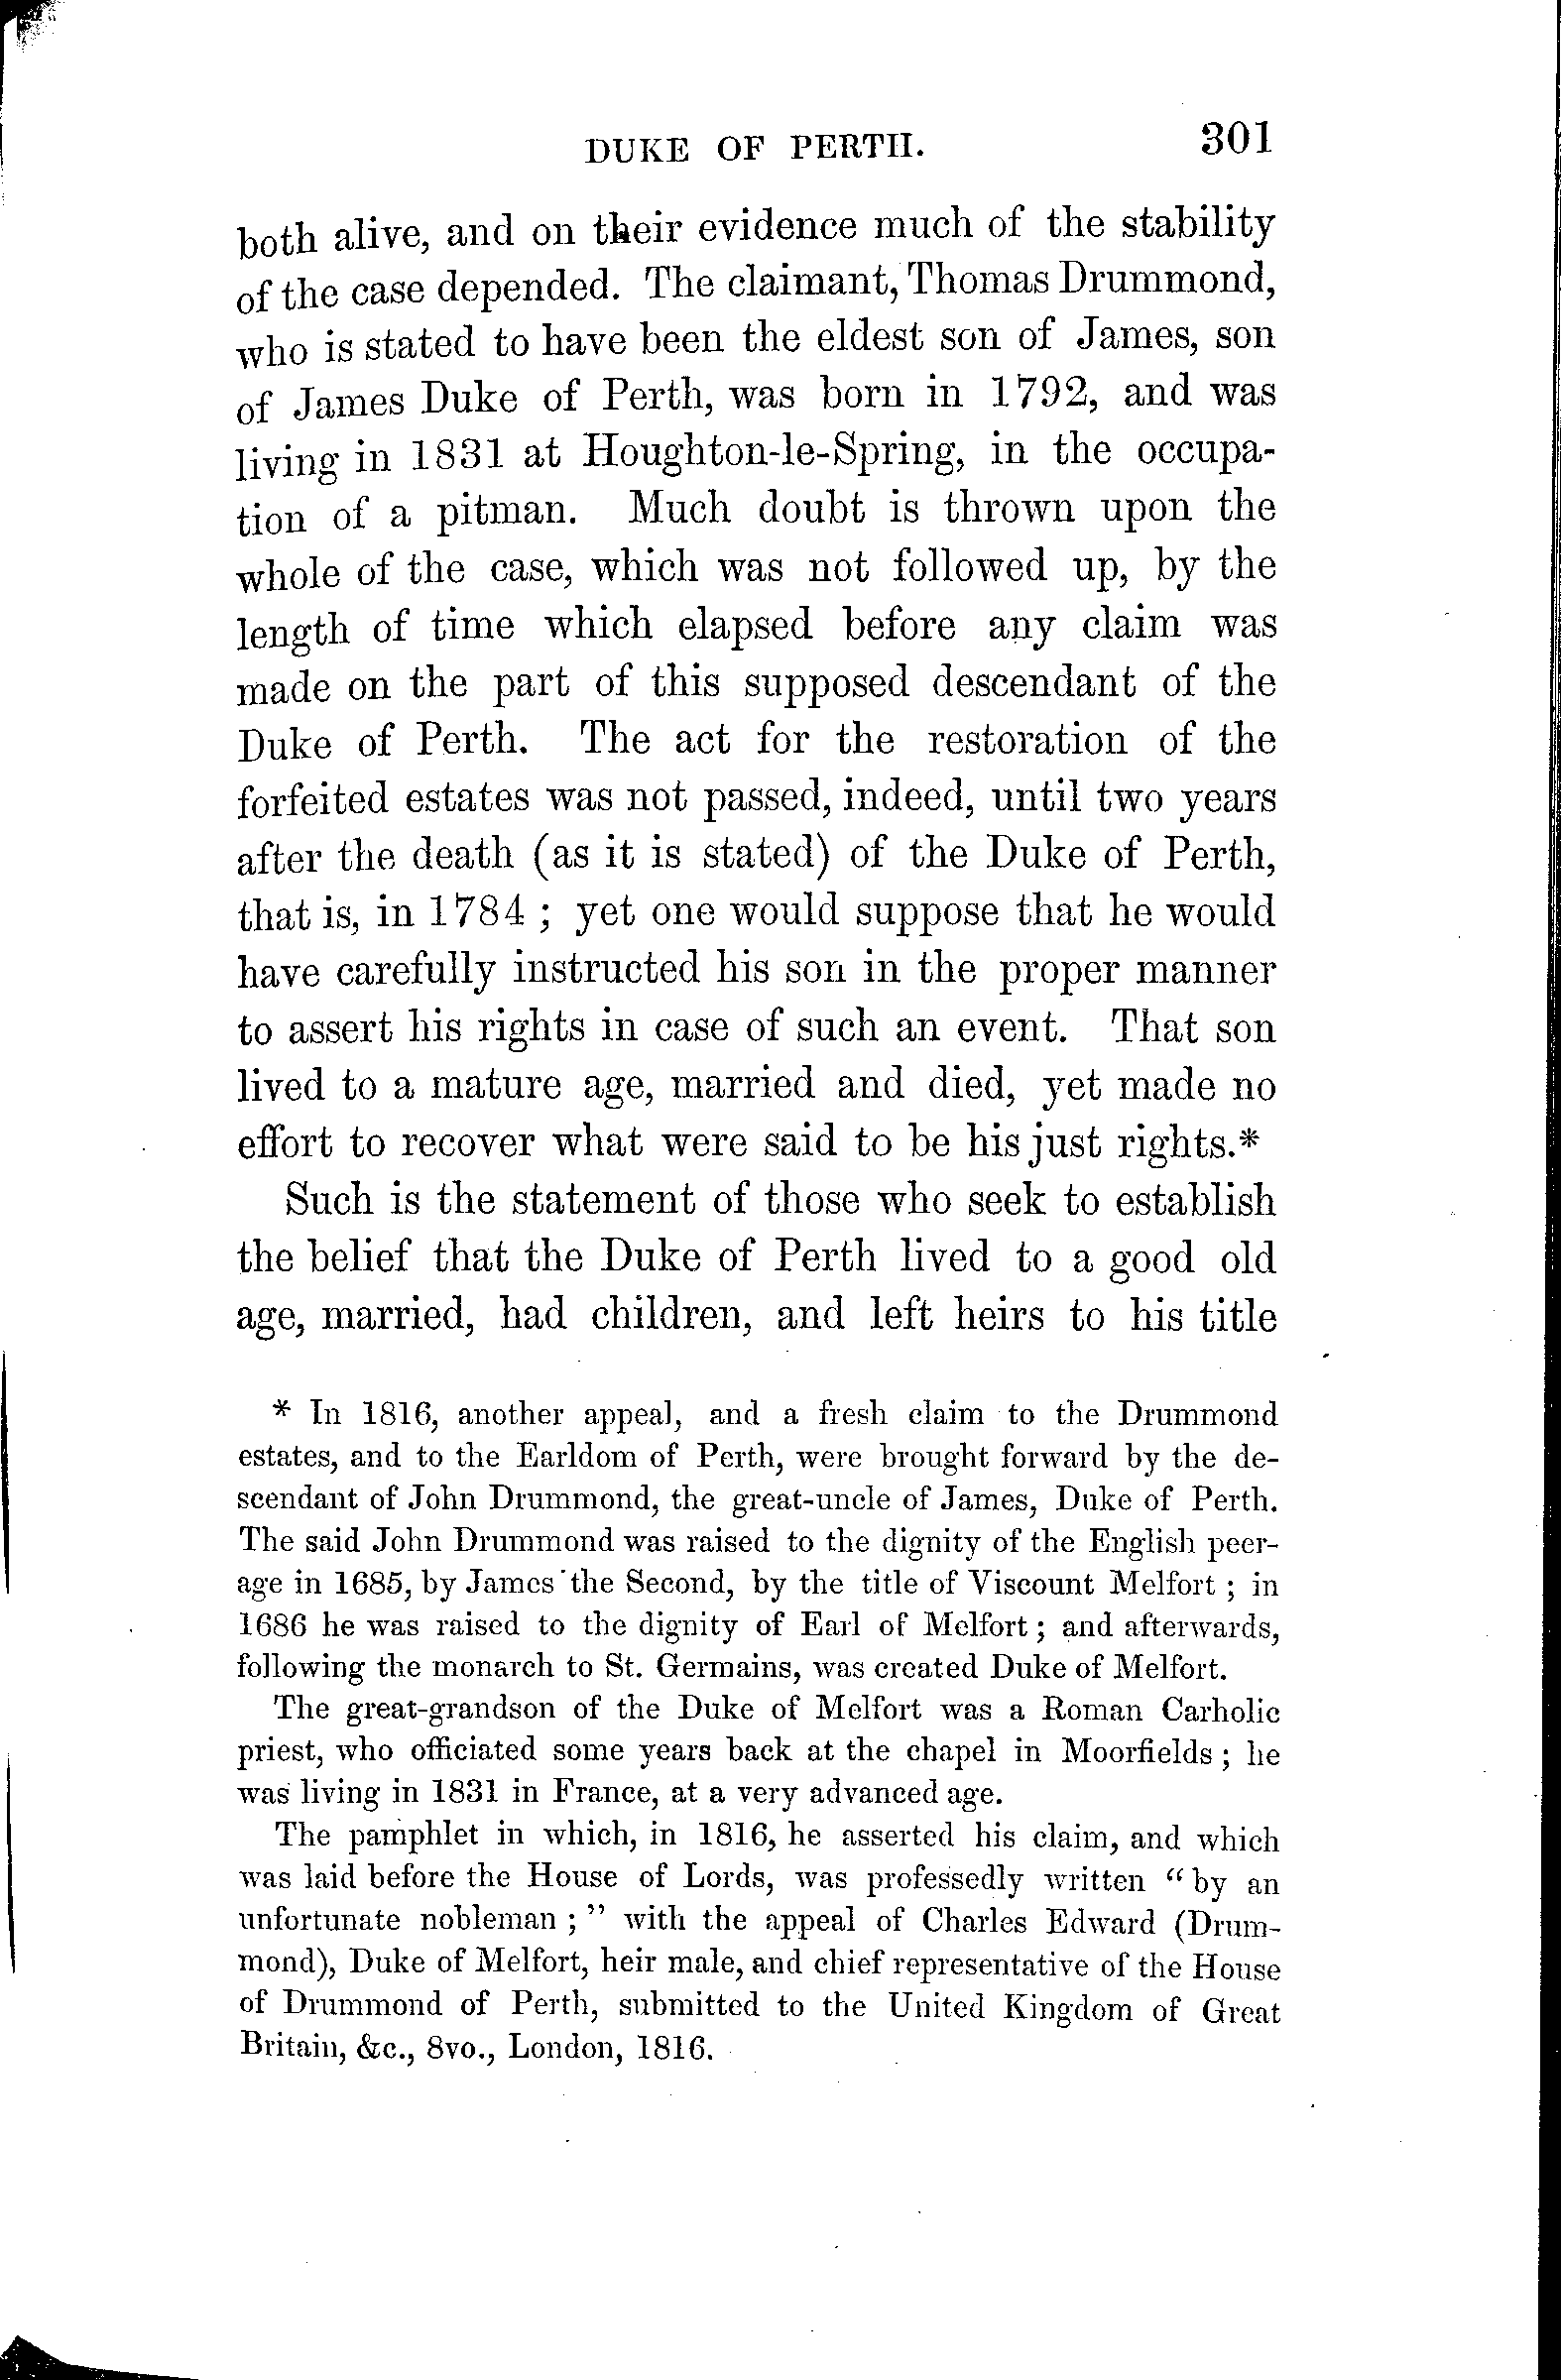 DUKE OF PERTH. 301
both alive, and on their evidence much of the stability
of the case depended. The claimant, Thomas Drummond,
who is stated to have been the eldest son of James, son
of James Duke of Perth, was born in 1792, and was
living in 1831 at Houghton-le-Spring, in the occupa-
tion of a pitman. Much doubt is thrown upon the
whole of the case, which was not followed up, by the
length of time which elapsed before any claim was
made on the part of this supposed descendant of the
Duke of Perth. The act for the restoration of the
forfeited estates was not passed, indeed, until two years
after the death (as it is stated) of the Duke of Perth,
that is, in 1784 ; yet one would suppose that he would
have carefully instructed his son in the proper manner
to assert his rights in case of such an event. That son
lived to a mature age, married and died, yet made no
effort to recover what were said to be his just rights.*
Such is the statement of those who seek to establish
the belief that the Duke of Perth lived to a good old
age, married, had children, and left heirs to his title
* In 1816, another appeal, and a fresh claim to the Drummond
estates, and to the Earldom of Perth, were brought forward by the de-
scendant of John Drummond, the great-uncle of James, Duke of Perth.
The said John Drummond was raised to the dignity of the English peer-
age in 1685, by James the Second, by the title of Viscount Melfort ; in
1686 he was raised to the dignity of Earl of Melfort ; and afterwards,
following the monarch to St. Germains, was created Duke of Melfort.
The great-grandson of the Duke of Melfort was a Roman Carholic
priest, who officiated some years back at the chapel in Moorfields ; he
was living in 1831 in France, at a very advanced age.
The pamphlet in which, in 1816, he asserted his claim, and which
was laid before the House of Lords, was professedly written “ by an
unfortunate nobleman ; ” with the appeal of Charles Edward (Drum-
mond), Duke of Melfort, heir male, and chief representative of the House
of Drummond of Perth, submitted to the United Kingdom of Great
Britain, &c., 8vo., London, 1816.